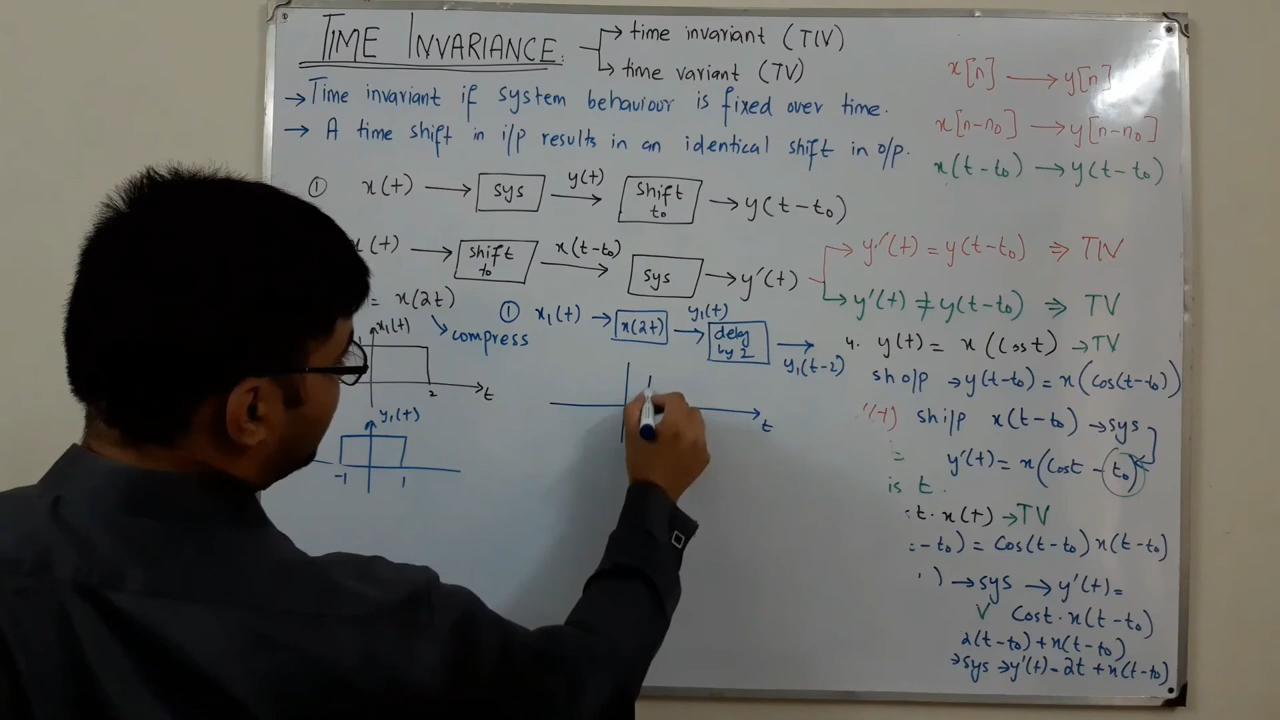 TIME INVARIANCE. → time invariant (TIV)
→ time variant (TV)
→ Time invariant if system behaviour is fixed over time.
→ A time shift in i/p results in an identical shift in o/p.
x[n] → y[n]
x[n-n₀] → y[n-n₀]
x(t-t₀) → y(t-t₀)
① x(t) → sys y(t) → shift t₀ → y(t-t₀)
x(t) → shift t₀ x(t-t₀) → sys → y'(t)
→ y'(t) = y(t-t₀) ⇒ TIV
→ y'(t) ≠ y(t-t₀) ⇒ TV
= x(2t)
compress
① x₁(t) → x(2t) y₁(t) → delay by 2 → y₁(t-2)
x₁(t)
2 t
y₁(t)
-1 1
t
4. y(t) = x(cost) → TV
sh o/p → y(t-t₀) = x(cos(t-t₀))
'(t) sh i/p x(t-t₀) → sys
= y'(t) = x(cost - t₀)
is t.
t. x(t) → TV
-t₀) = cos(t-t₀) x(t-t₀)
) → sys → y'(t) =
V cost. x(t-t₀)
2(t-t₀) + x(t-t₀)
→ sys → y'(t) = 2t + x(t-t₀)